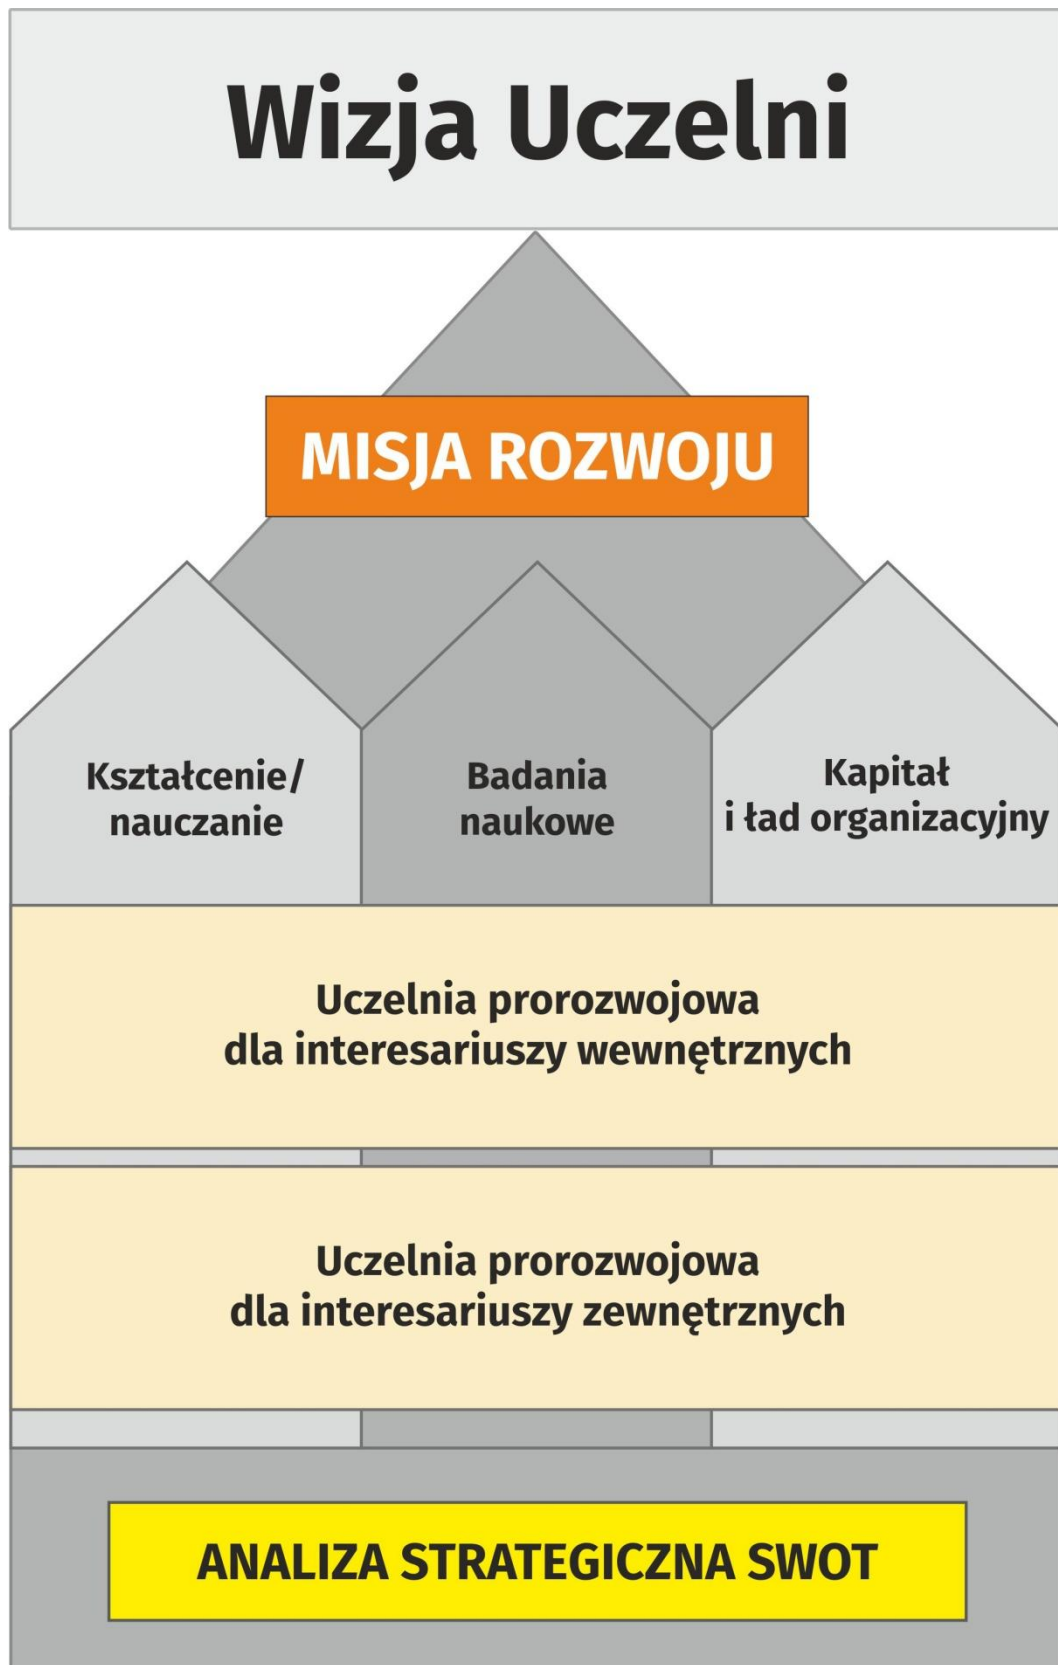 Wizja Uczelni
MISJA ROZWOJU
Kształcenie/
nauczanie
Badania
naukowe
Kapitał
i ład organizacyjny
Uczelnia prorozwojowa
dla interesariuszy wewnętrznych
Uczelnia prorozwojowa
dla interesariuszy zewnętrznych
ANALIZA STRATEGICZNA SWOT